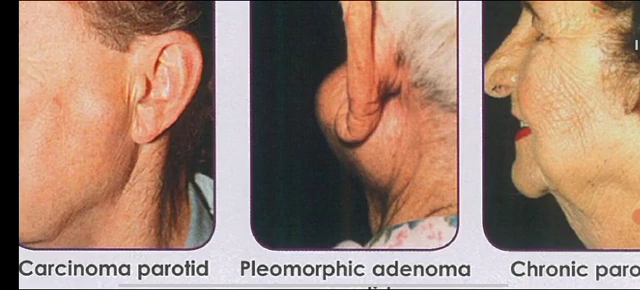 Carcinoma parotid
Pleomorphic adenoma
Chronic paro